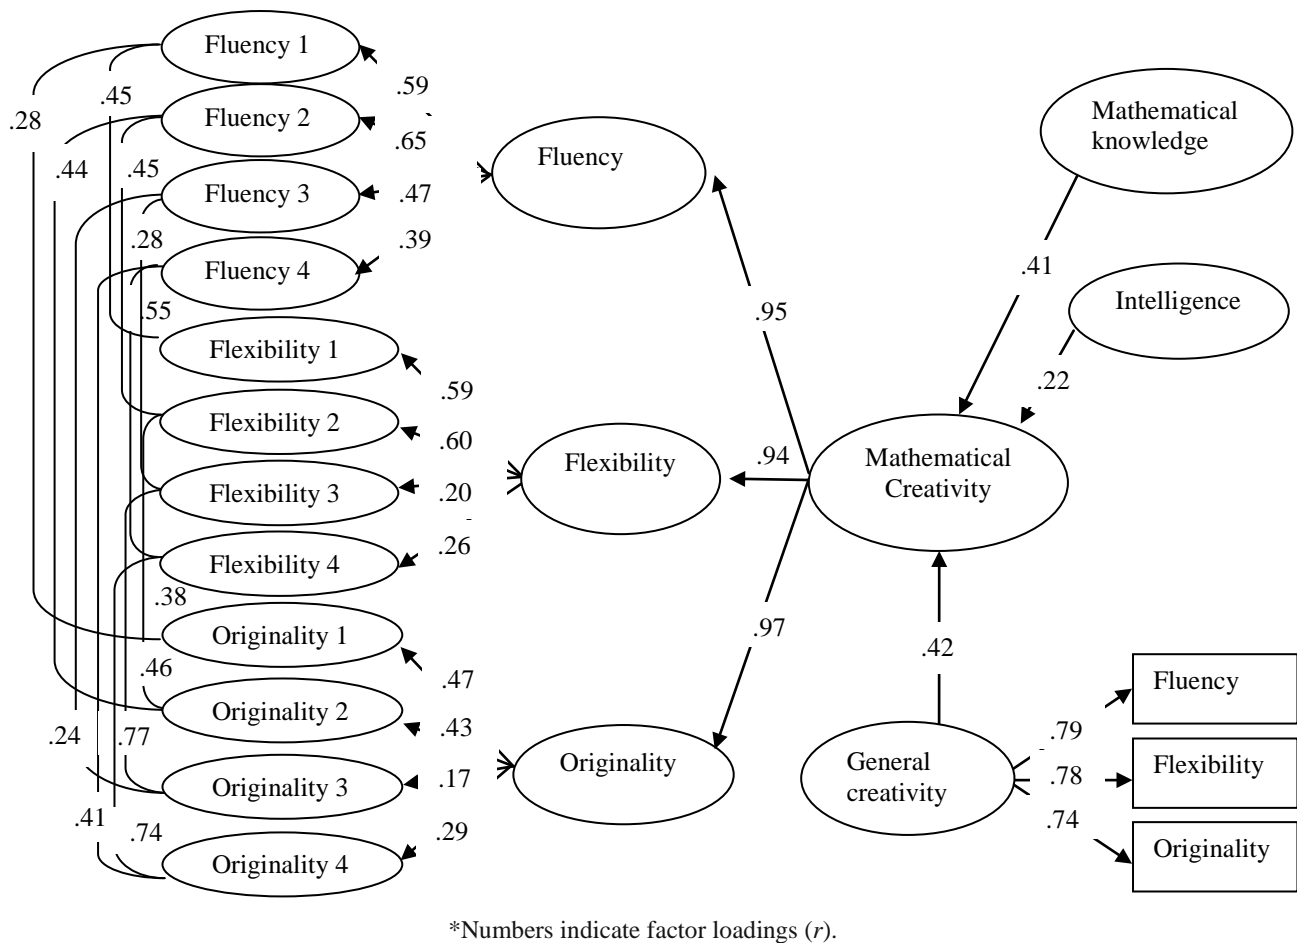 Fluency 1
Fluency 2
Fluency 3
Fluency 4
Flexibility 1
Flexibility 2
Flexibility 3
Flexibility 4
Originality 1
Originality 2
Originality 3
Originality 4
.28
.45
.44
.45
.28
.55
.38
.46
.24
.77
.41
.74
.59
.65
.47
.39
.59
.60
.20
.26
.47
.43
.17
.29
Fluency
Flexibility
Originality
.95
.94
.97
Mathematical
Creativity
Mathematical
knowledge
.41
Intelligence
.22
.42
General
creativity
.79
.78
.74
Fluency
Flexibility
Originality
*Numbers indicate factor loadings (r).